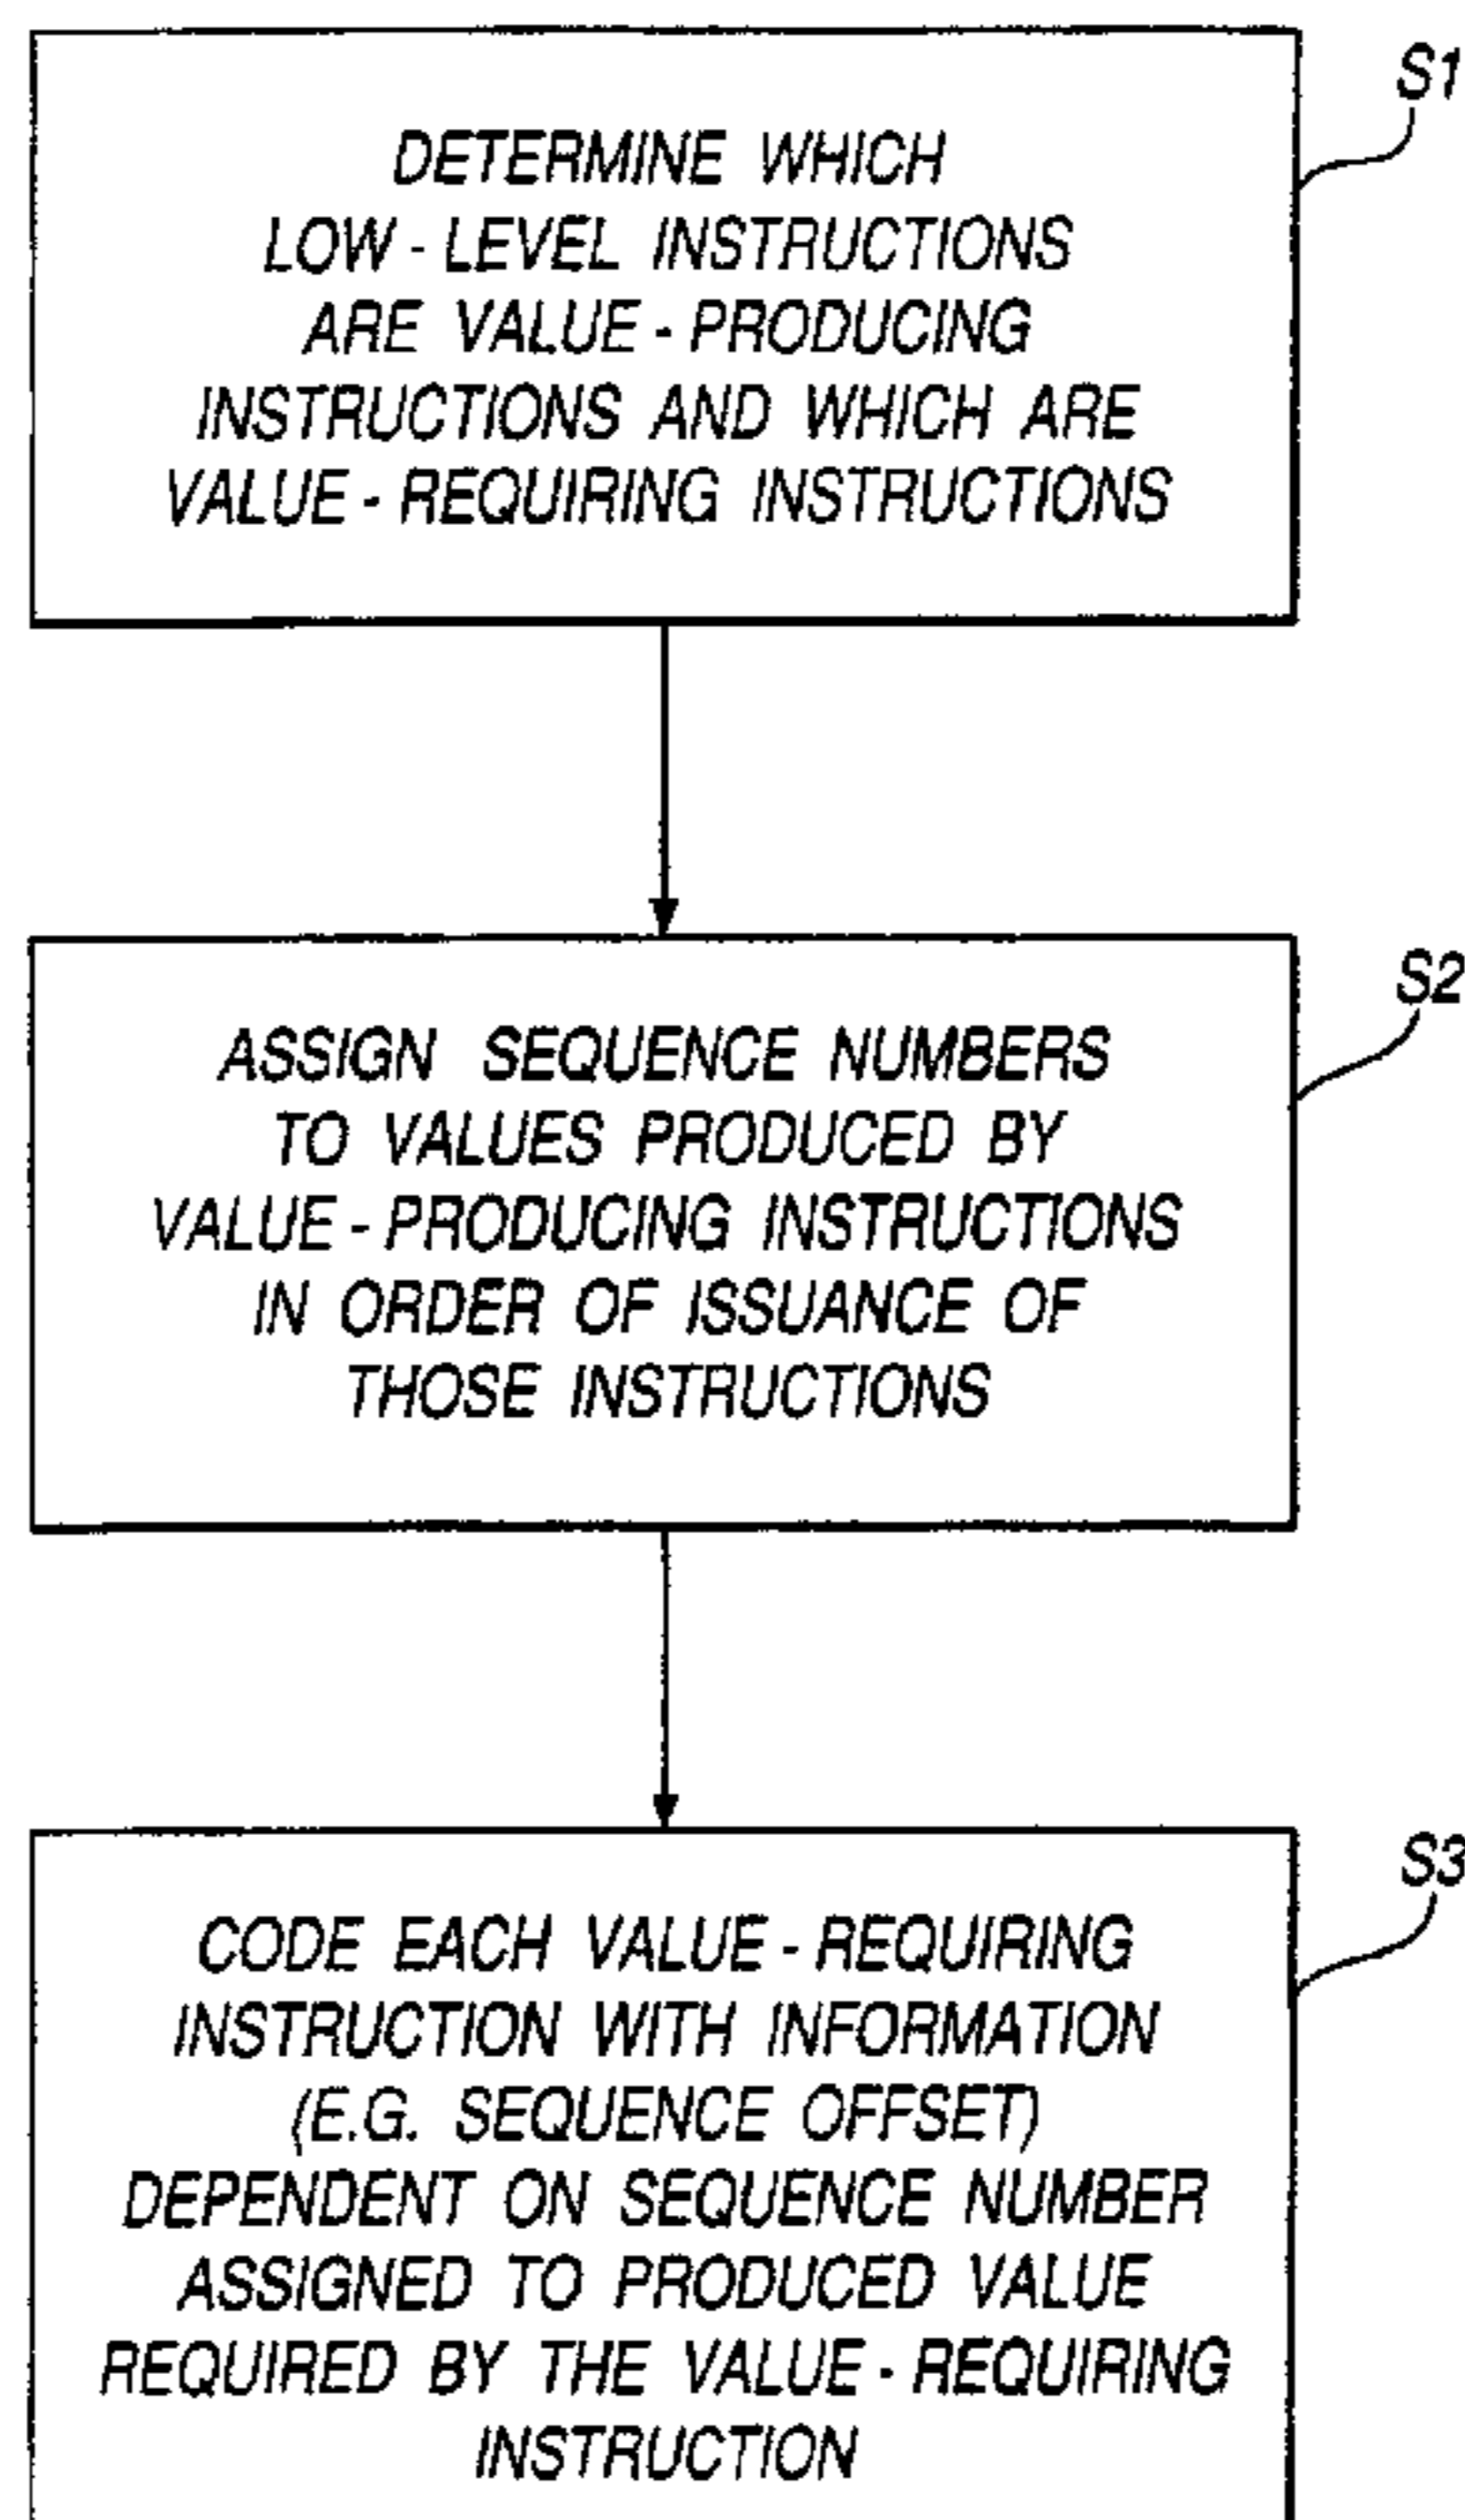 S1
DETERMINE WHICH
LOW - LEVEL INSTRUCTIONS
ARE VALUE - PRODUCING
INSTRUCTIONS AND WHICH ARE
VALUE - REQUIRING INSTRUCTIONS
S2
ASSIGN SEQUENCE NUMBERS
TO VALUES PRODUCED BY
VALUE - PRODUCING INSTRUCTIONS
IN ORDER OF ISSUANCE OF
THOSE INSTRUCTIONS
S3
CODE EACH VALUE - REQUIRING
INSTRUCTION WITH INFORMATION
(E.G. SEQUENCE OFFSET)
DEPENDENT ON SEQUENCE NUMBER
ASSIGNED TO PRODUCED VALUE
REQUIRED BY THE VALUE - REQUIRING
INSTRUCTION